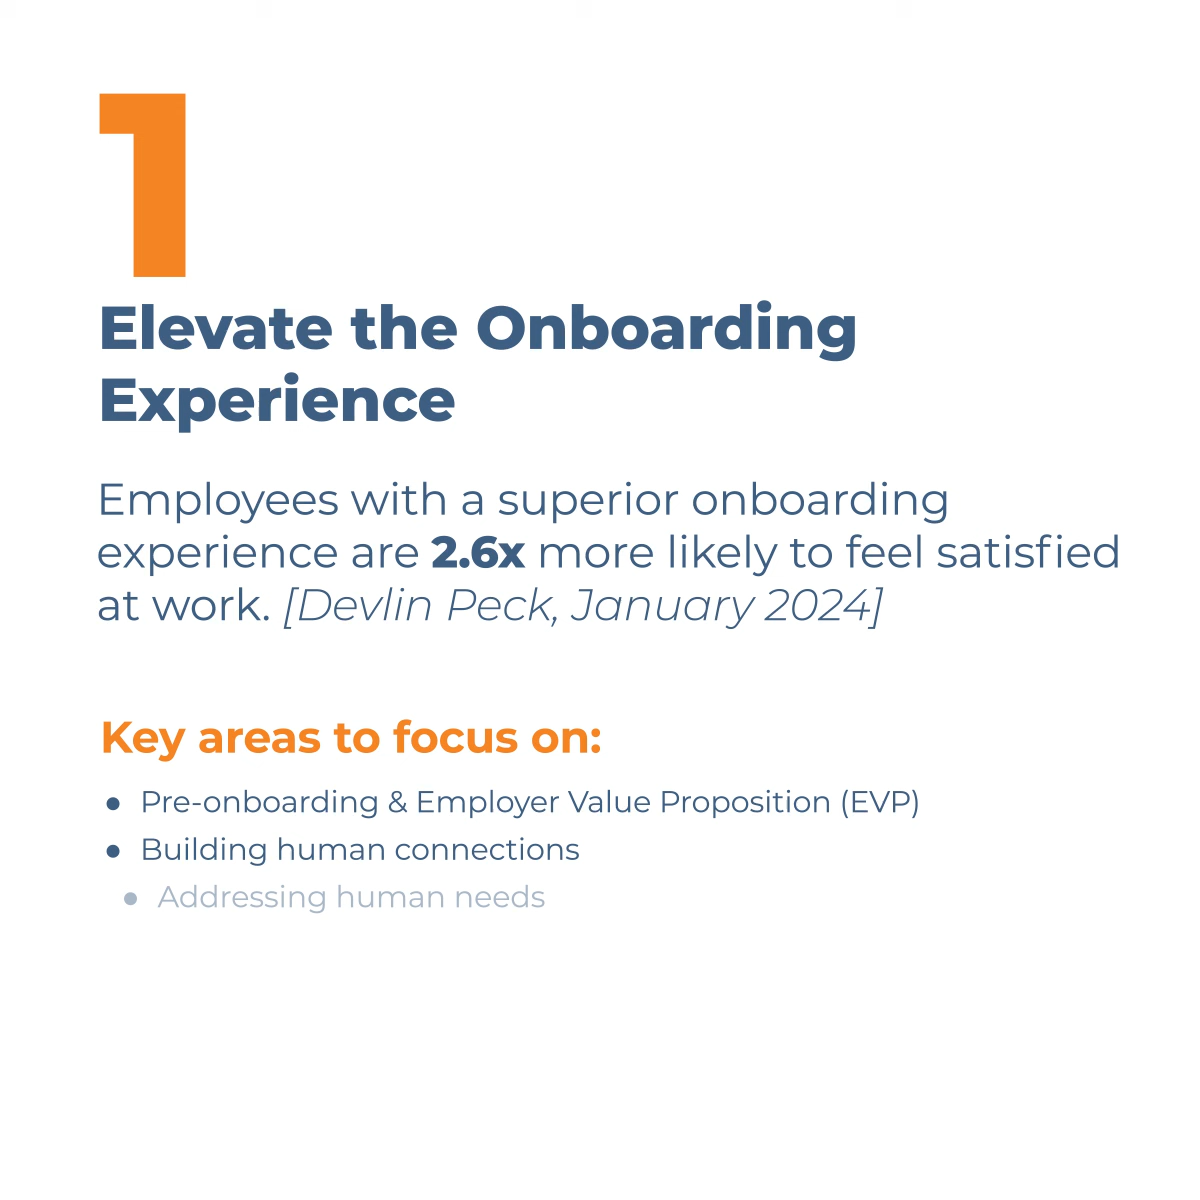 1
Elevate the Onboarding
Experience
Employees with a superior onboarding
experience are 2.6x more likely to feel satisfied
at work. [Devlin Peck, January 2024]
Key areas to focus on:
• Pre-onboarding & Employer Value Proposition (EVP)
• Building human connections
• Addressing human needs